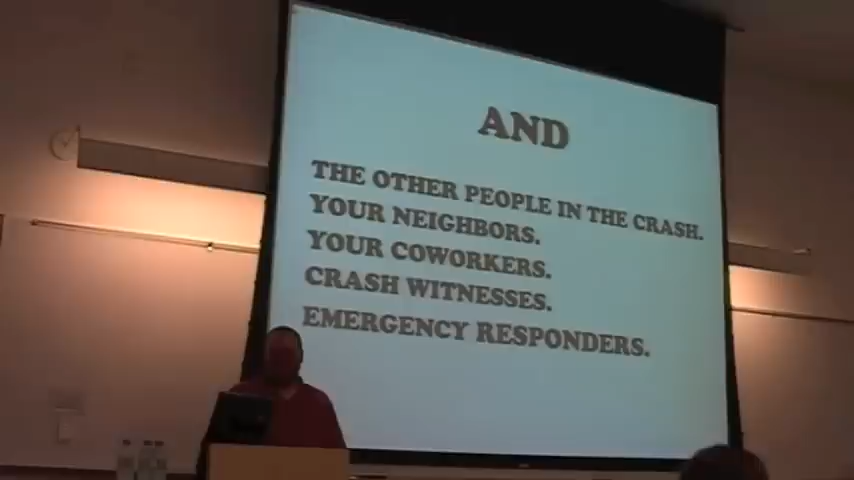 AND
THE OTHER PEOPLE IN THE CRASH.
YOUR NEIGHBORS.
YOUR COWORKERS.
CRASH WITNESSES.
EMERGENCY RESPONDERS.